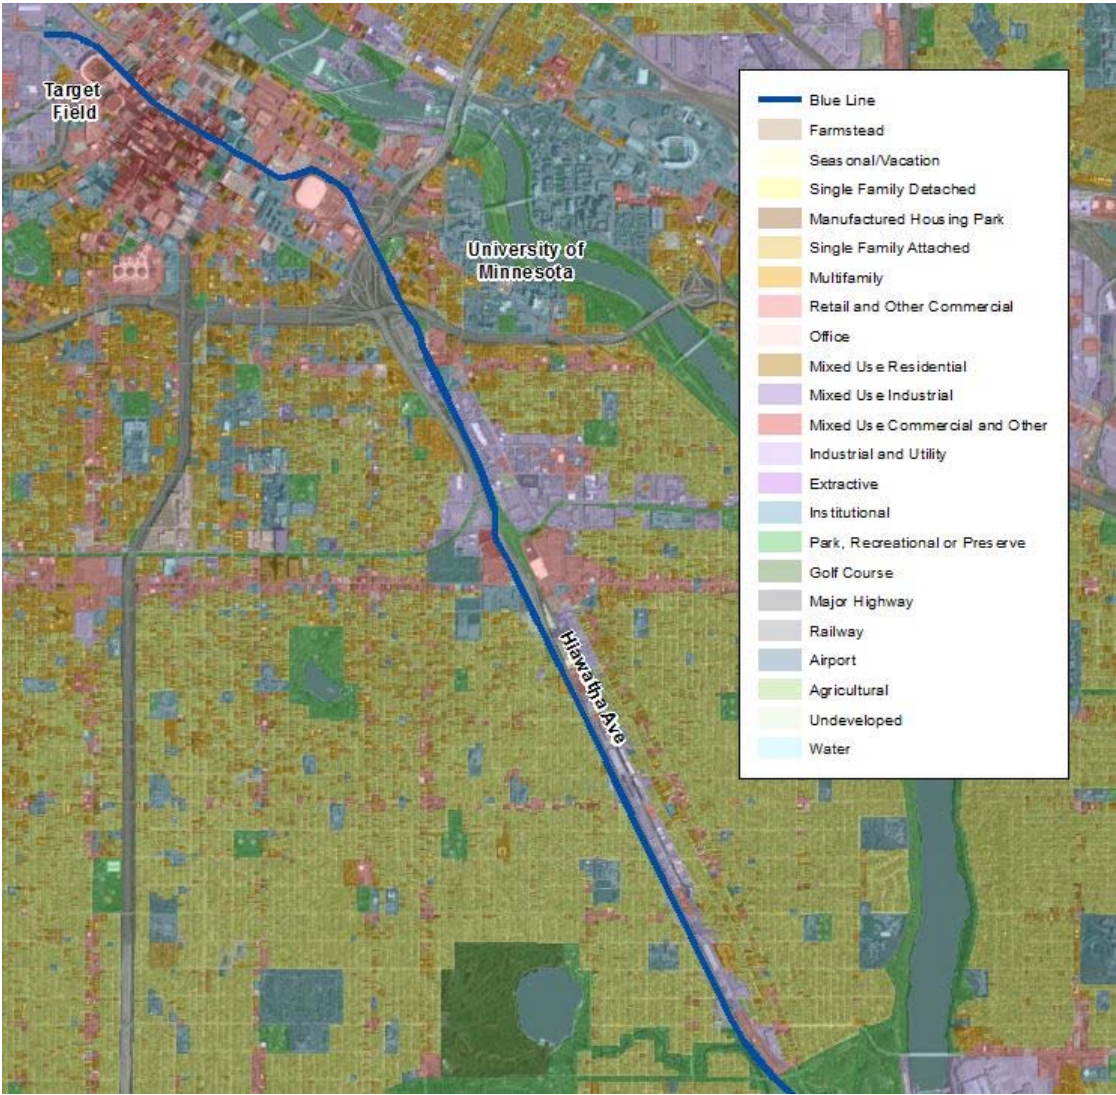 Target
Field
University of
Minnesota
Hiawatha Ave
Blue Line
Farmstead
Seasonal/Vacation
Single Family Detached
Manufactured Housing Park
Single Family Attached
Multifamily
Retail and Other Commercial
Office
Mixed Use Residential
Mixed Use Industrial
Mixed Use Commercial and Other
Industrial and Utility
Extractive
Institutional
Park, Recreational or Preserve
Golf Course
Major Highway
Railway
Airport
Agricultural
Undeveloped
Water